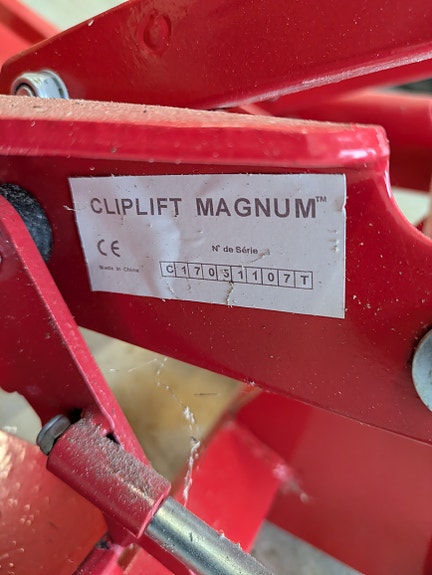 CLIPLIFT MAGNUM™
CE
N° de Série
Made in China
C17031107T